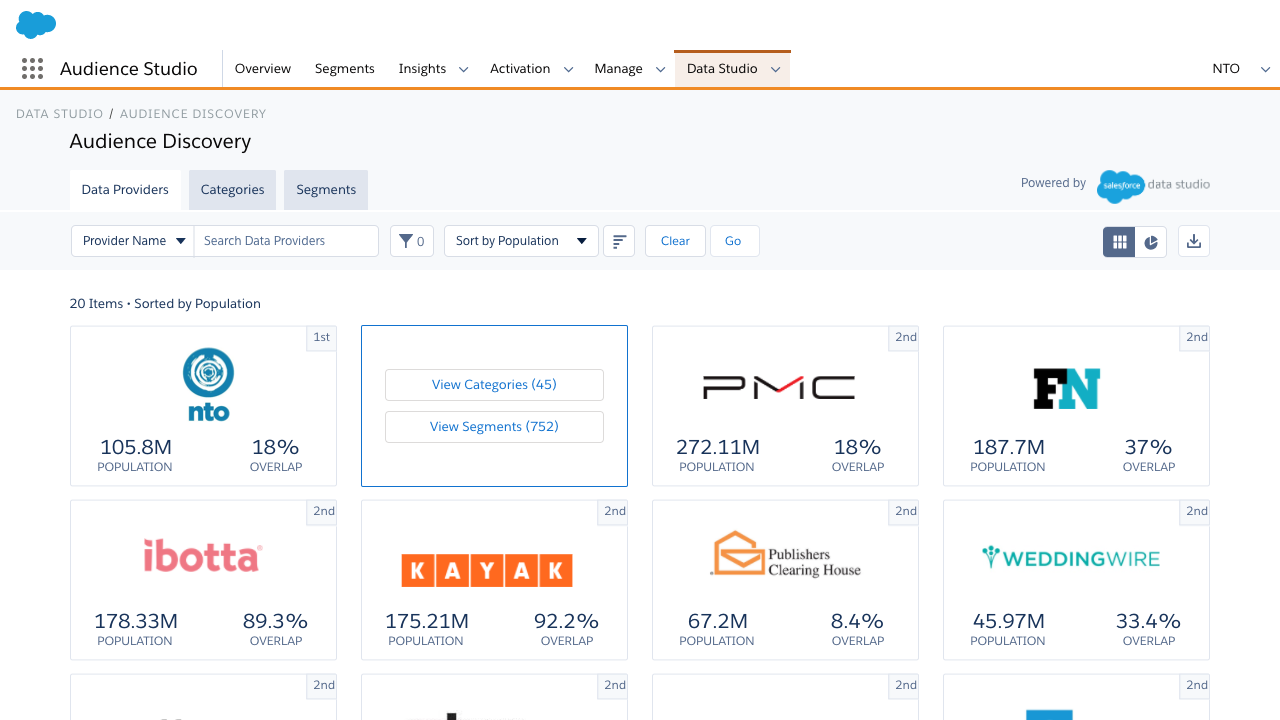 Audience Studio
Overview
Segments
Insights
Activation
Manage
Data Studio
NTO
DATA STUDIO / AUDIENCE DISCOVERY
Audience Discovery
Data Providers
Categories
Segments
Powered by
salesforce
data studio
Provider Name
Search Data Providers
0
Sort by Population
Clear
Go
20 Items • Sorted by Population
1st
nto
105.8M
POPULATION
18%
OVERLAP
View Categories (45)
View Segments (752)
2nd
PMC
272.11M
POPULATION
18%
OVERLAP
2nd
FN
187.7M
POPULATION
37%
OVERLAP
2nd
ibotta
178.33M
POPULATION
89.3%
OVERLAP
2nd
KAYAK
175.21M
POPULATION
92.2%
OVERLAP
2nd
Publishers
Clearing House
67.2M
POPULATION
8.4%
OVERLAP
2nd
WEDDINGWIRE
45.97M
POPULATION
33.4%
OVERLAP
2nd
2nd
2nd
2nd